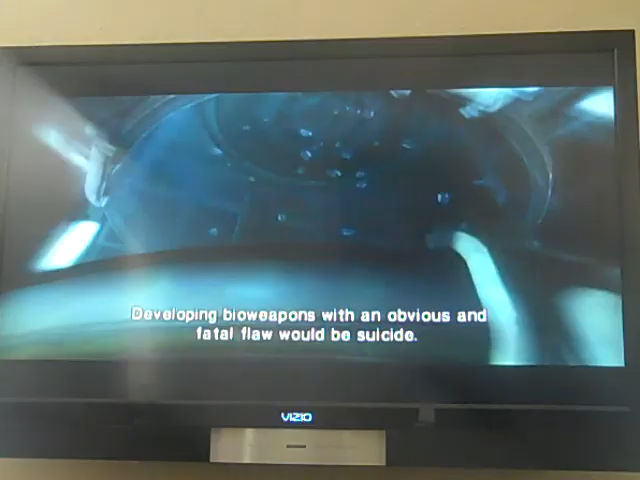 Developing bioweapons with an obvious and
fatal flaw would be suicide.
VIZIO